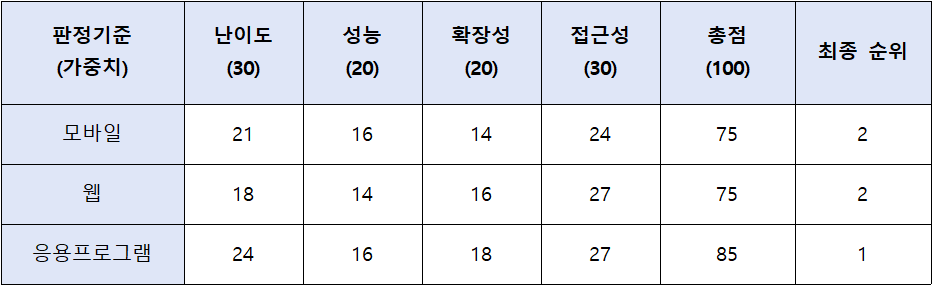 판정기준 난이도 성능 확장성 접근성 총점 최종 순위
(가중치) (30) (20) (20) (30) (100)
모바일 21 16 14 24 75 2
웹 18 14 16 27 75 2
응용프로그램 24 16 18 27 85 1